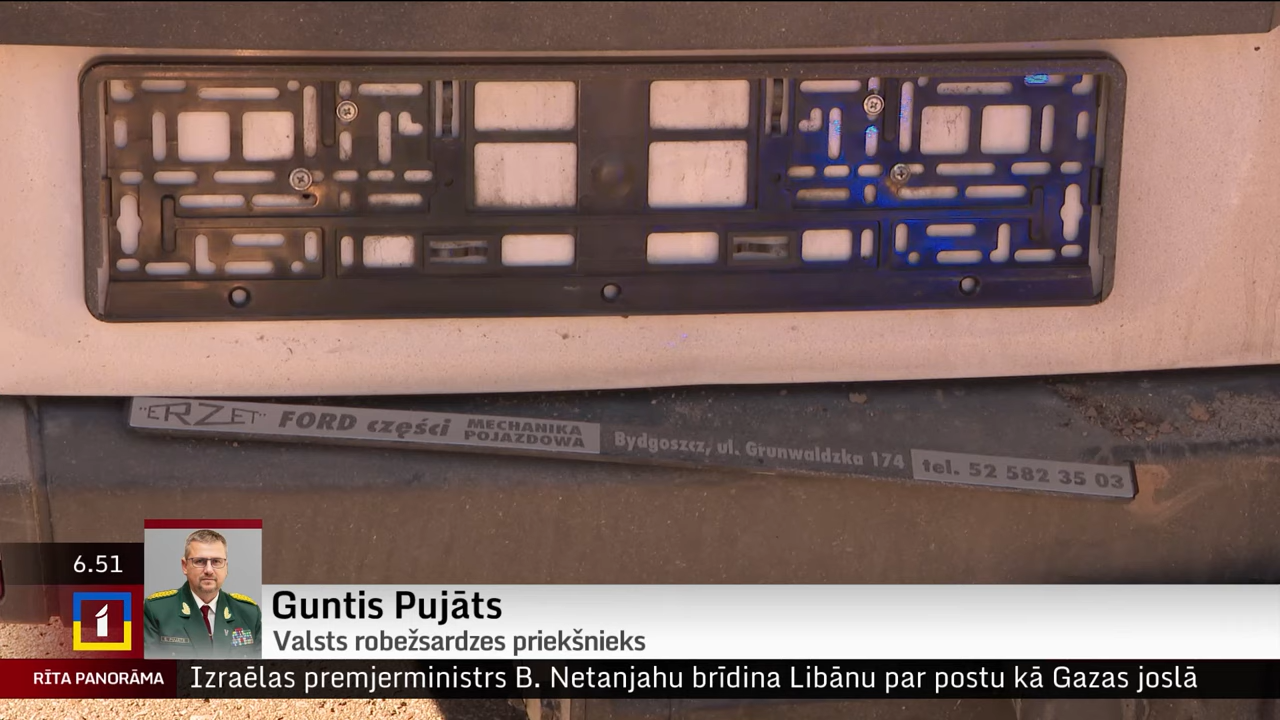 "ERZET" FORD części MECHANIKA POJAZDOWA Bydgoszcz, ul. Grunwaldzka 174 tel. 52 582 35 03
6.51
1
Guntis Pujāts
Valsts robežsardzes priekšnieks
RĪTA PANORĀMA Izraēlas premjerministrs B. Netanjahu brīdina Libānu par postu kā Gazas joslā